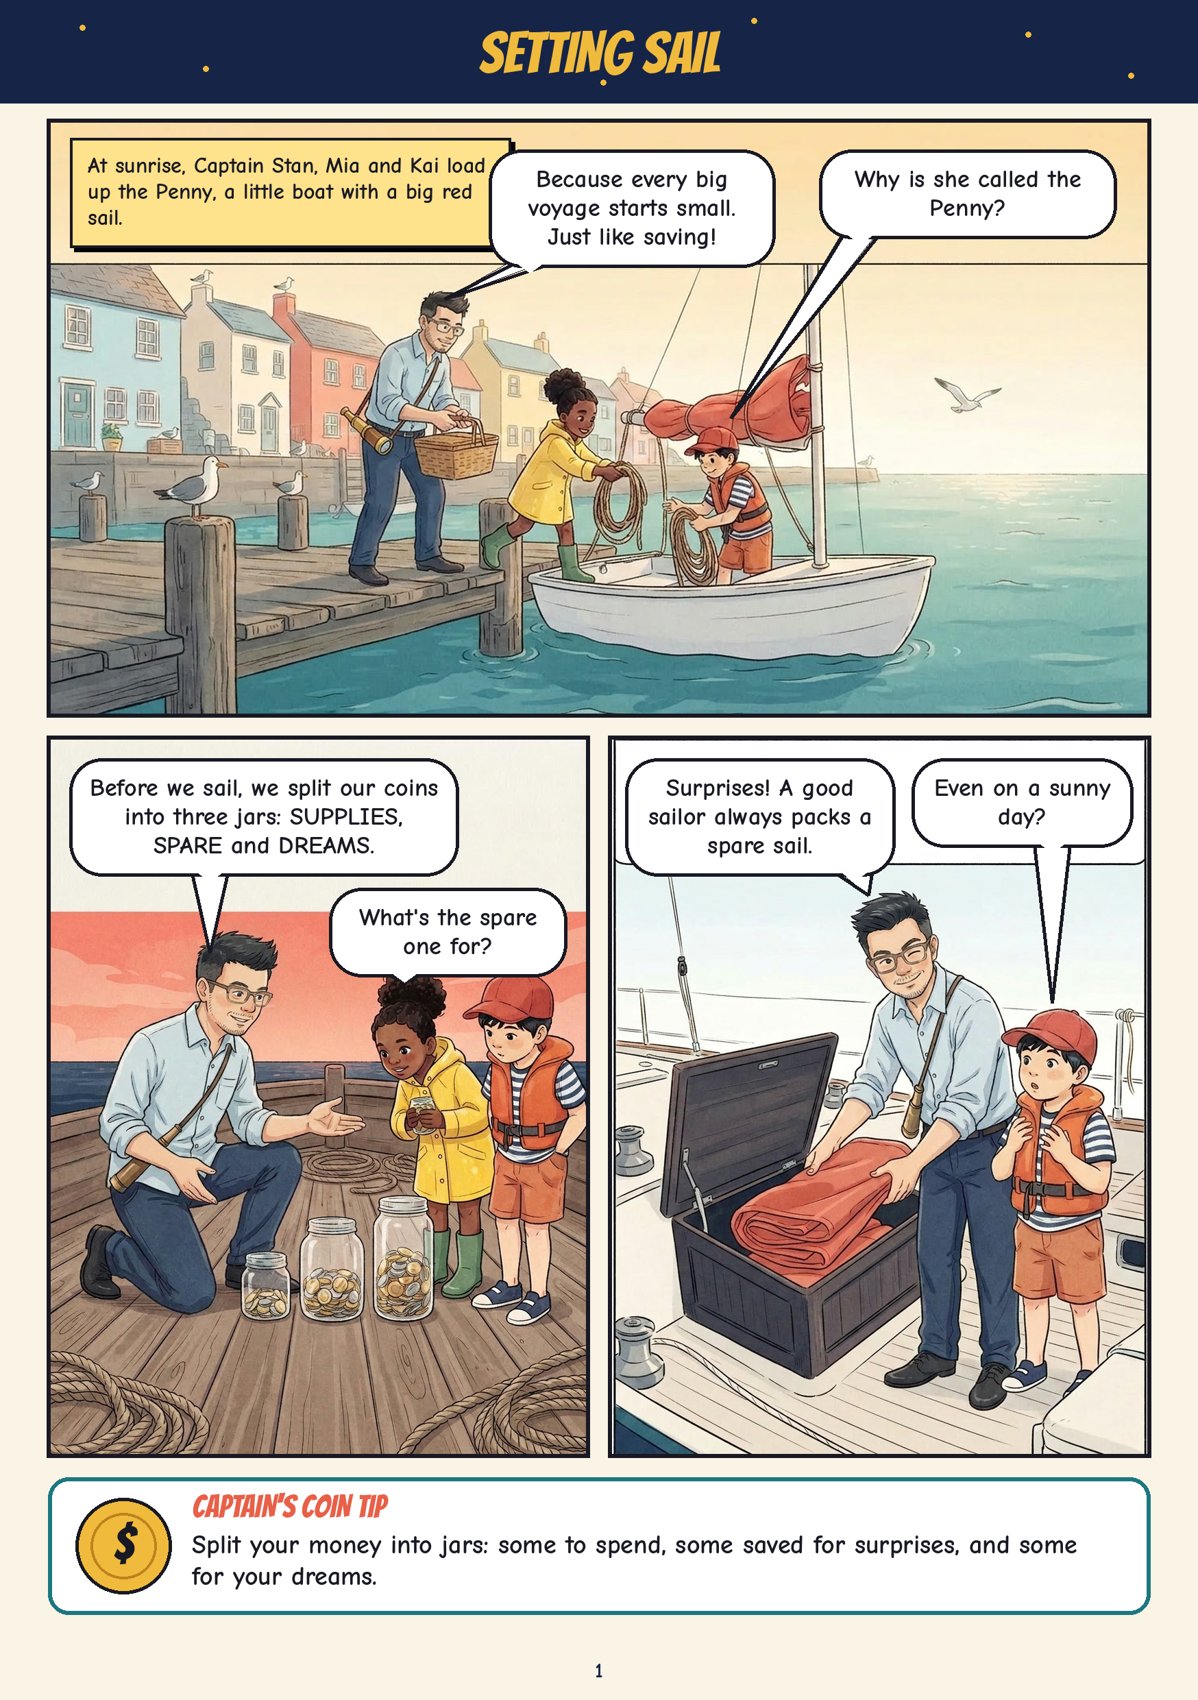 SETTING SAIL
At sunrise, Captain Stan, Mia and Kai load
up the Penny, a little boat with a big red
sail.
Because every big
voyage starts small.
Just like saving!
Why is she called the
Penny?
Before we sail, we split our coins
into three jars: SUPPLIES,
SPARE and DREAMS.
What's the spare
one for?
Surprises! A good
sailor always packs a
spare sail.
Even on a sunny
day?
$
CAPTAIN'S COIN TIP
Split your money into jars: some to spend, some saved for surprises, and some
for your dreams.
1